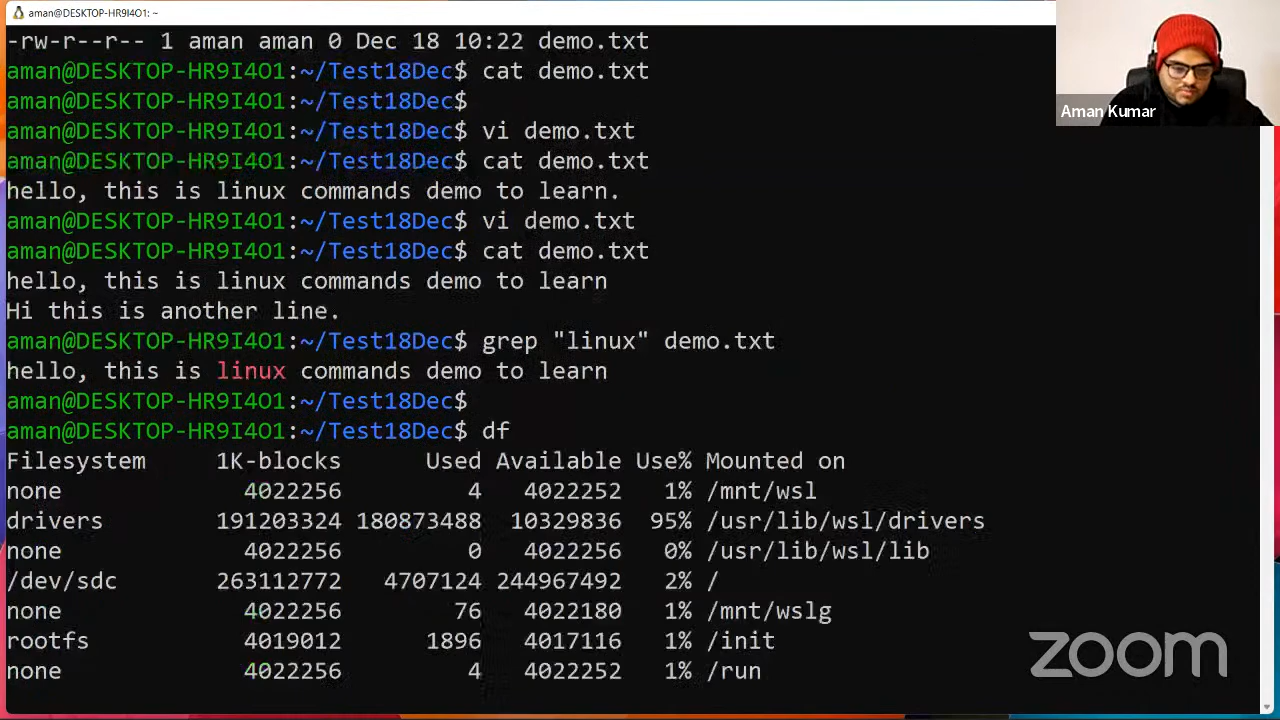 aman@DESKTOP-HR9I4O1: ~
-rw-r--r-- 1 aman aman 0 Dec 18 10:22 demo.txt
aman@DESKTOP-HR9I4O1:~/Test18Dec$ cat demo.txt
aman@DESKTOP-HR9I4O1:~/Test18Dec$
aman@DESKTOP-HR9I4O1:~/Test18Dec$ vi demo.txt
aman@DESKTOP-HR9I4O1:~/Test18Dec$ cat demo.txt
hello, this is linux commands demo to learn.
aman@DESKTOP-HR9I4O1:~/Test18Dec$ vi demo.txt
aman@DESKTOP-HR9I4O1:~/Test18Dec$ cat demo.txt
hello, this is linux commands demo to learn
Hi this is another line.
aman@DESKTOP-HR9I4O1:~/Test18Dec$ grep "linux" demo.txt
hello, this is linux commands demo to learn
aman@DESKTOP-HR9I4O1:~/Test18Dec$
aman@DESKTOP-HR9I4O1:~/Test18Dec$ df
Filesystem 1K-blocks Used Available Use% Mounted on
none 4022256 4 4022252 1% /mnt/wsl
drivers 191203324 180873488 10329836 95% /usr/lib/wsl/drivers
none 4022256 0 4022256 0% /usr/lib/wsl/lib
/dev/sdc 263112772 4707124 244967492 2% /
none 4022256 76 4022180 1% /mnt/wslg
rootfs 4019012 1896 4017116 1% /init
none 4022256 4 4022252 1% /run
Aman Kumar
zoom